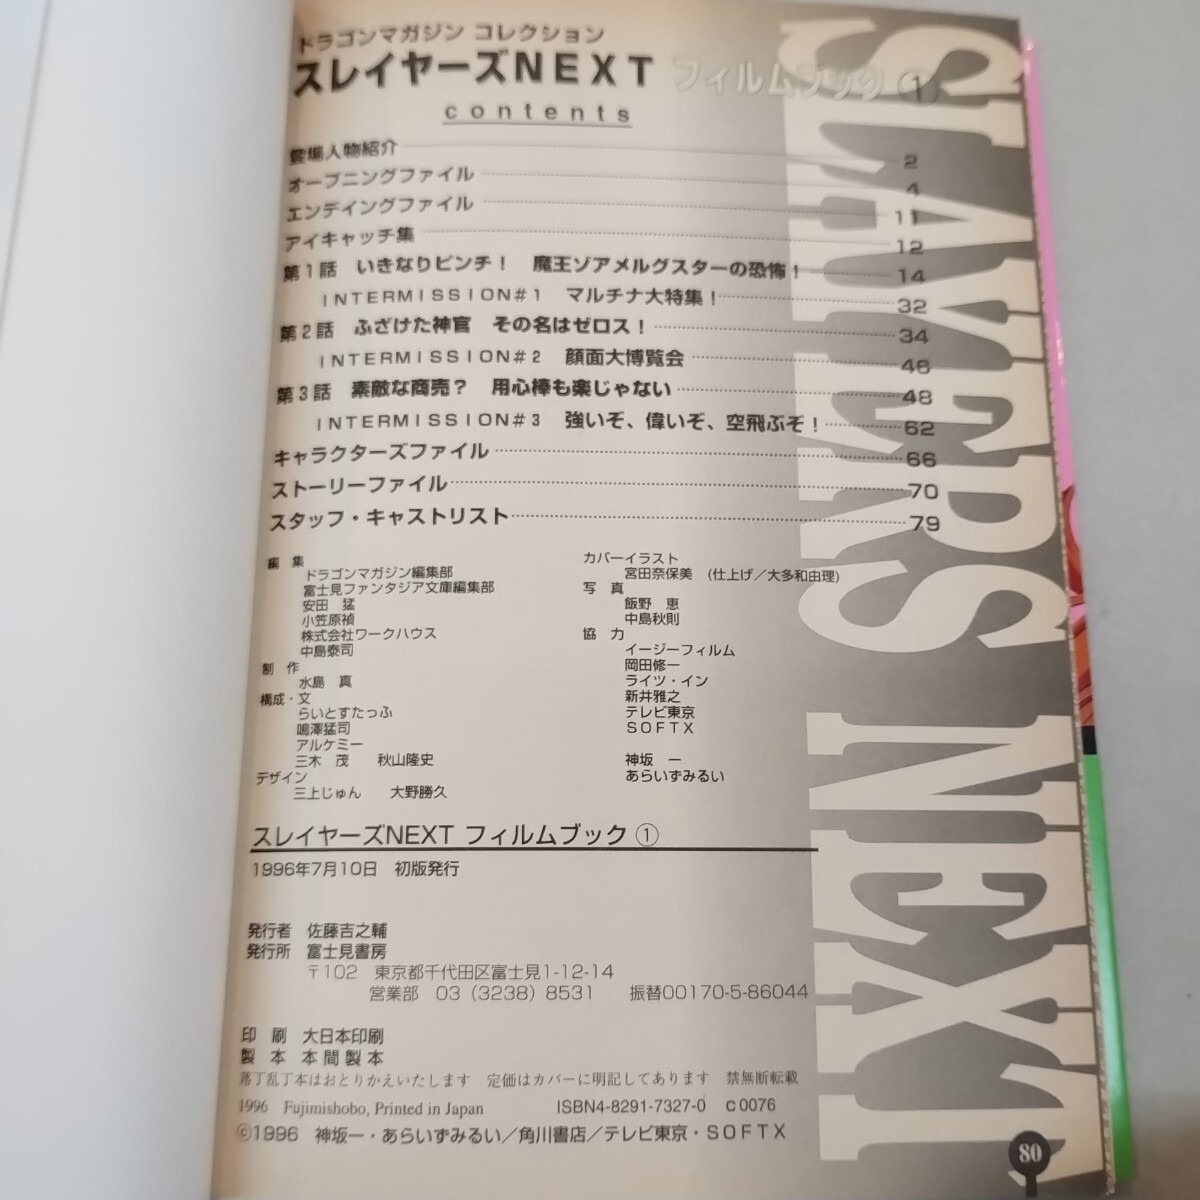 ドラゴンマガジン コレクション
スレイヤーズNEXT フィルムブック ①
contents
登場人物紹介 2
オープニングファイル 4
エンディングファイル 11
アイキャッチ集 12
第1話 いきなりピンチ! 魔王ゾアメルグスターの恐怖! 14
INTERMISSION#1 マルチナ大特集! 32
第2話 ふざけた神官 その名はゼロス! 34
INTERMISSION#2 顔面大博覧会 46
第3話 素敵な商売? 用心棒も楽じゃない 48
INTERMISSION#3 強いぞ、偉いぞ、空飛ぶぞ! 62
キャラクターズファイル 66
ストーリーファイル 70
スタッフ・キャストリスト 79
編 集
ドラゴンマガジン編集部
富士見ファンタジア文庫編集部
安田 猛
小笠原禎
株式会社ワークハウス
中島泰司
制 作
水島 真
構成・文
らいとすたっふ
鳴澤猛司
アルケミー
三木 茂 秋山隆史
デザイン
三上じゅん 大野勝久
カバーイラスト
宮田奈保美 (仕上げ/大多和由理)
写 真
飯野 恵
中島秋則
協 力
イージーフィルム
岡田修一
ライツ・イン
新井雅之
テレビ東京
SOFTX
神坂 一
あらいずみるい
スレイヤーズNEXT フィルムブック ①
1996年7月10日 初版発行
発行者 佐藤吉之輔
発行所 富士見書房
〒102 東京都千代田区富士見1-12-14
営業部 03(3238)8531 振替00170-5-86044
印 刷 大日本印刷
製 本 本間製本
落丁乱丁本はおとりかえいたします 定価はカバーに明記してあります 禁無断転載
1996 Fujimishobo, Printed in Japan ISBN4-8291-7327-0 C0076
©1996 神坂一・あらいずみるい/角川書店/テレビ東京・SOFTX
SLAYERS NEXT
80